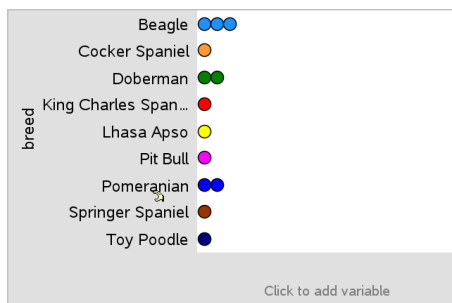 Beagle
Cocker Spaniel
Doberman
King Charles Span...
Lhasa Apso
Pit Bull
Pomeranian
Springer Spaniel
Toy Poodle
breed
Click to add variable